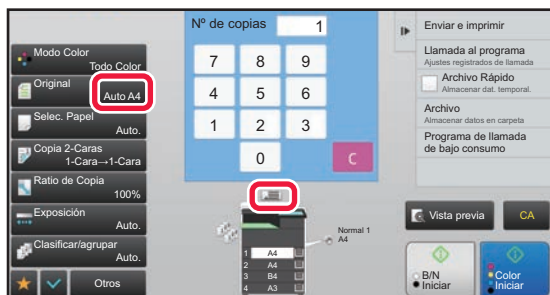 Nº de copias
1
Modo Color
Todo Color
Original
Auto A4
Selec. Papel
Auto.
Copia 2-Caras
1-Cara→1-Cara
Ratio de Copia
100%
Exposición
Auto.
Clasificar/agrupar
Auto.
Otros
7 8 9
4 5 6
1 2 3
0 C
Normal 1
A4
1 A4
2 A4
3 B4
4 A3
Enviar e imprimir
Llamada al programa
Ajustes registrados de llamada
Archivo Rápido
Almacenar dat. temporal.
Archivo
Almacenar datos en carpeta
Programa de llamada
de bajo consumo
Vista previa
CA
B/N
Iniciar
Color
Iniciar